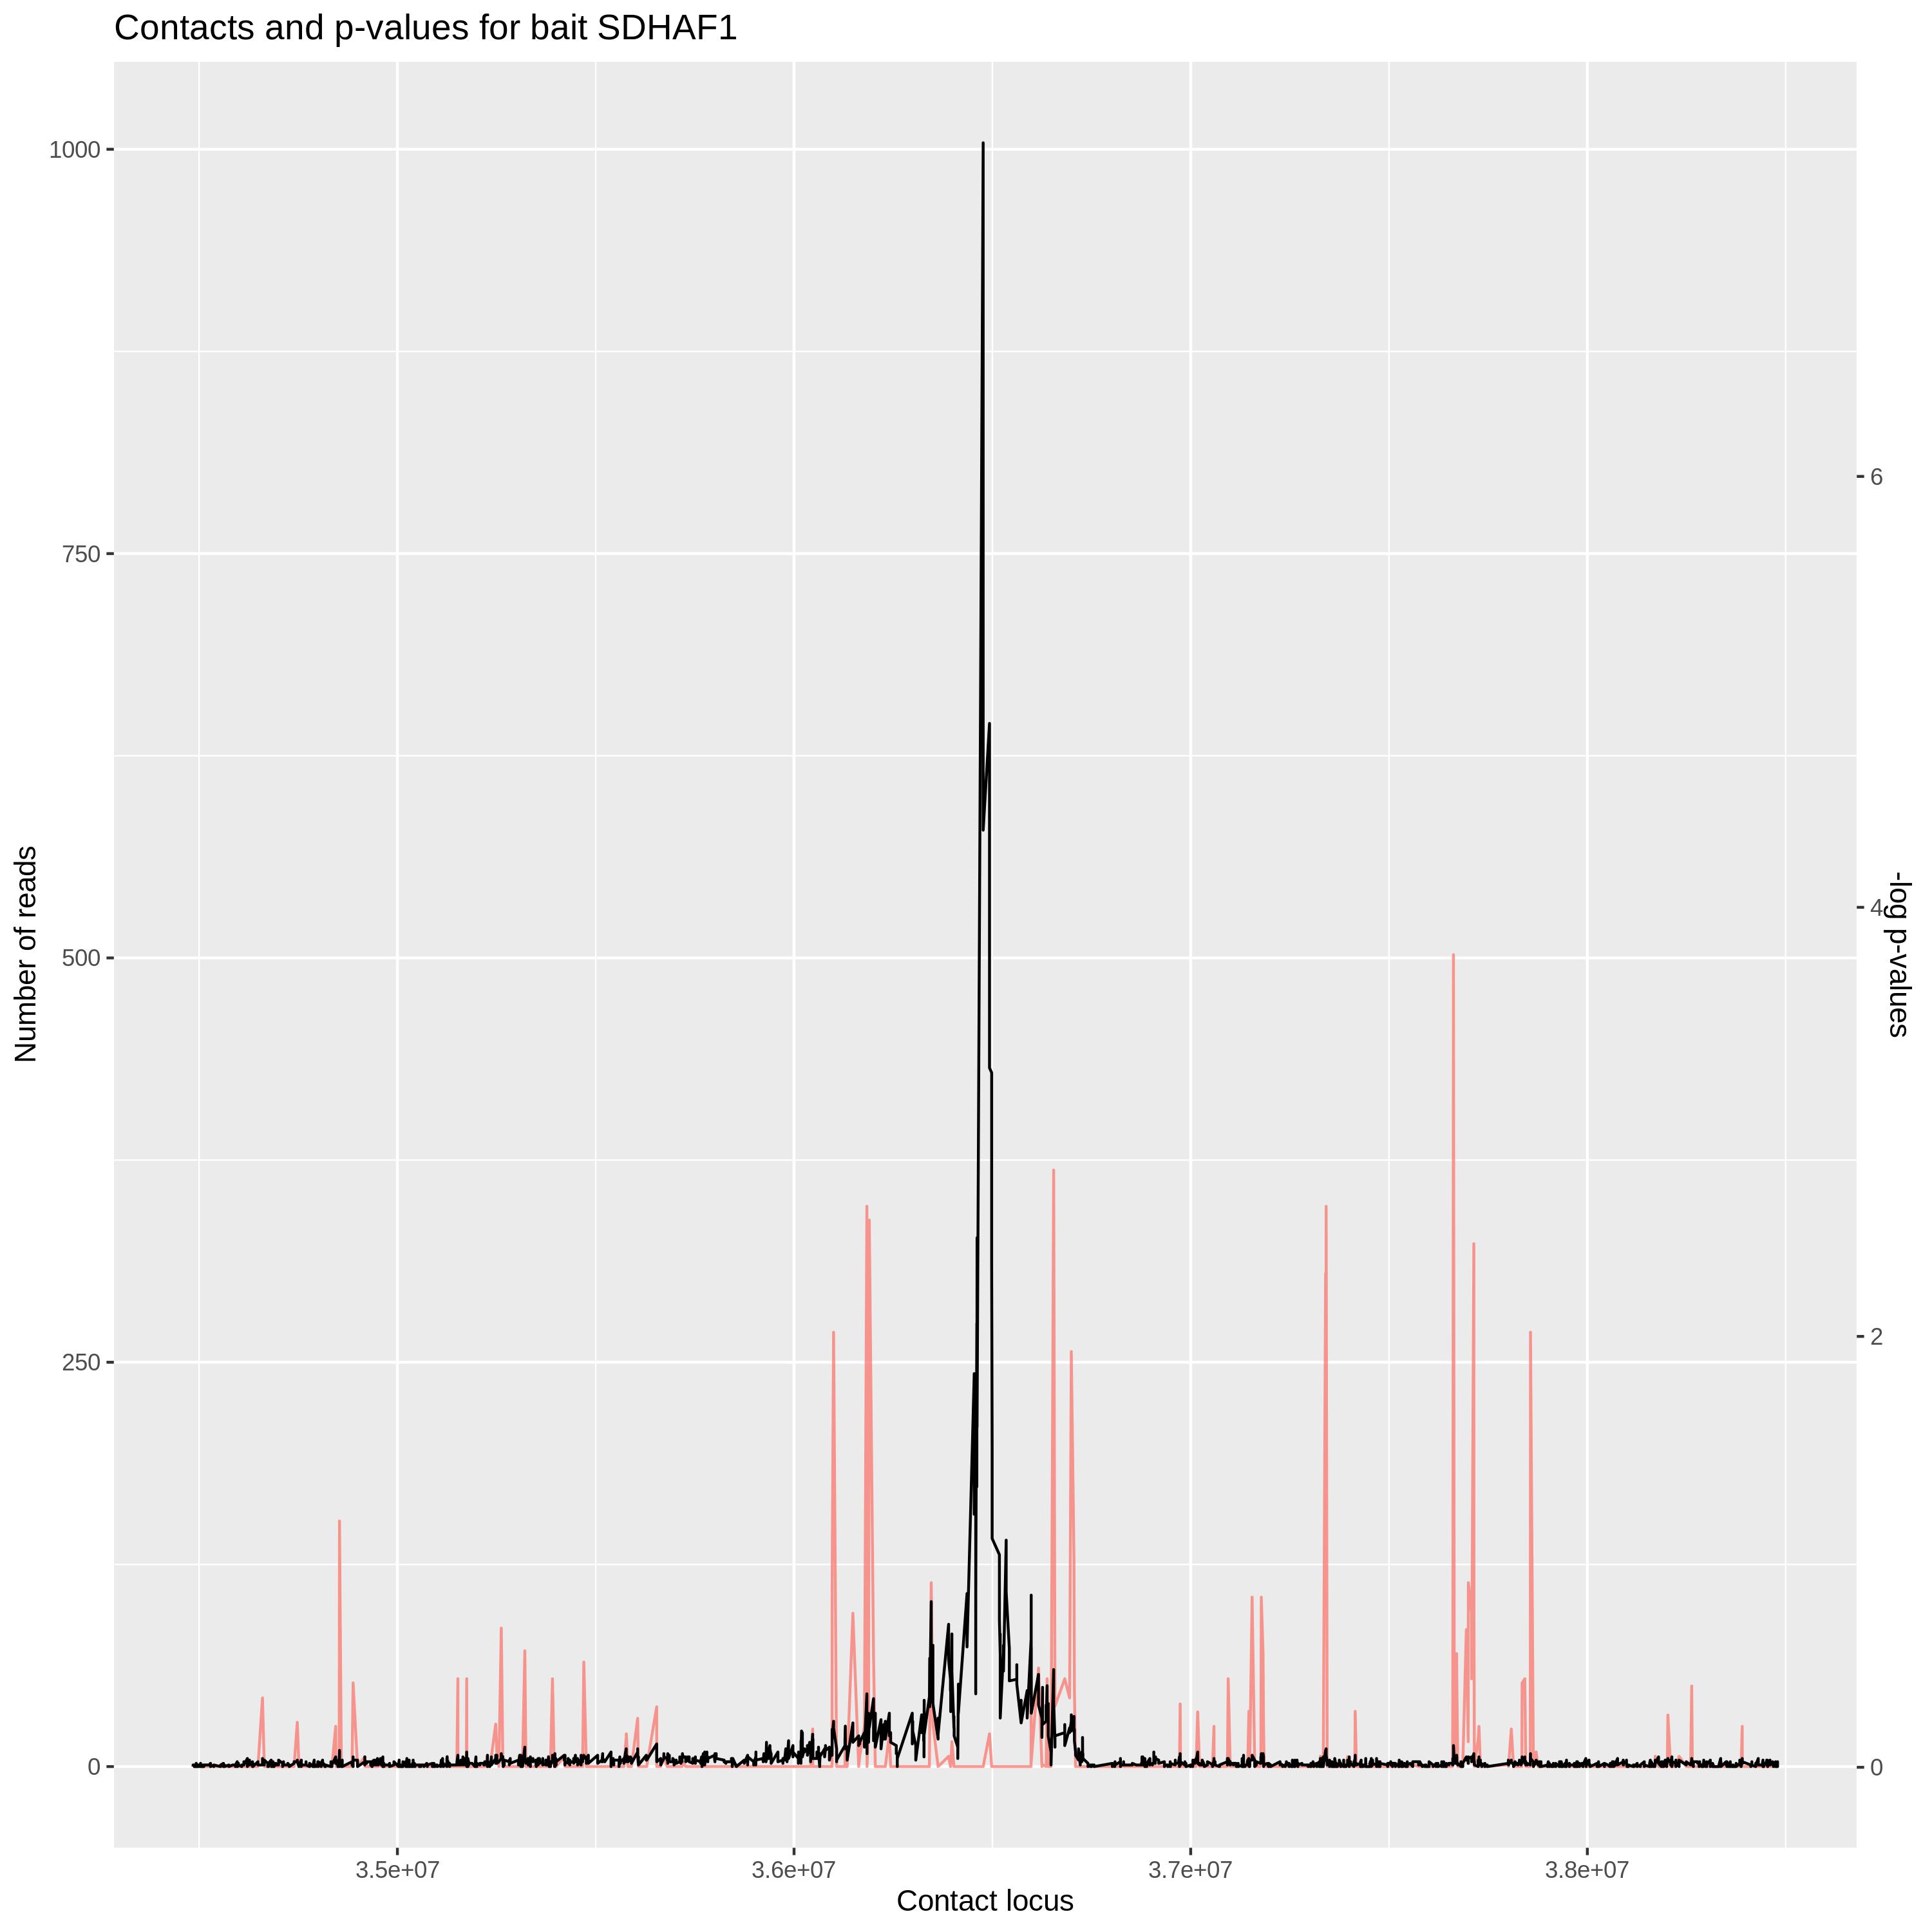 Contacts and p-values for bait SDHAF1
1000
750
500
250
0
Number of reads
6
4
2
0
-log p-values
3.5e+07
3.6e+07
3.7e+07
3.8e+07
Contact locus